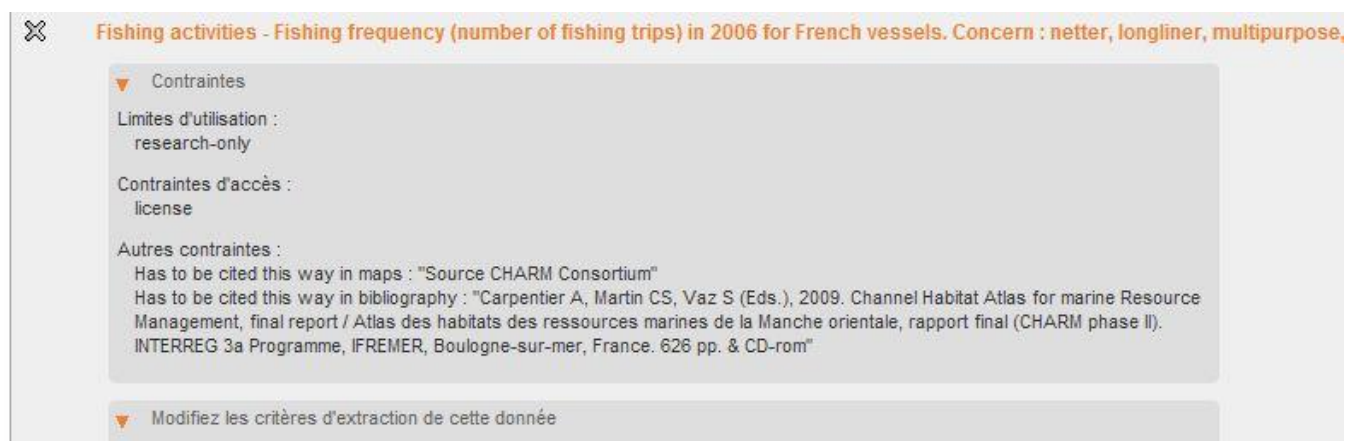 Fishing activities - Fishing frequency (number of fishing trips) in 2006 for French vessels. Concern : netter, longliner, multipurpose,
Contraintes
Limites d'utilisation :
research-only
Contraintes d'accès :
license
Autres contraintes :
Has to be cited this way in maps : "Source CHARM Consortium"
Has to be cited this way in bibliography : "Carpentier A, Martin CS, Vaz S (Eds.), 2009. Channel Habitat Atlas for marine Resource
Management, final report / Atlas des habitats des ressources marines de la Manche orientale, rapport final (CHARM phase II).
INTERREG 3a Programme, IFREMER, Boulogne-sur-mer, France. 626 pp. & CD-rom"
Modifiez les critères d'extraction de cette donnée